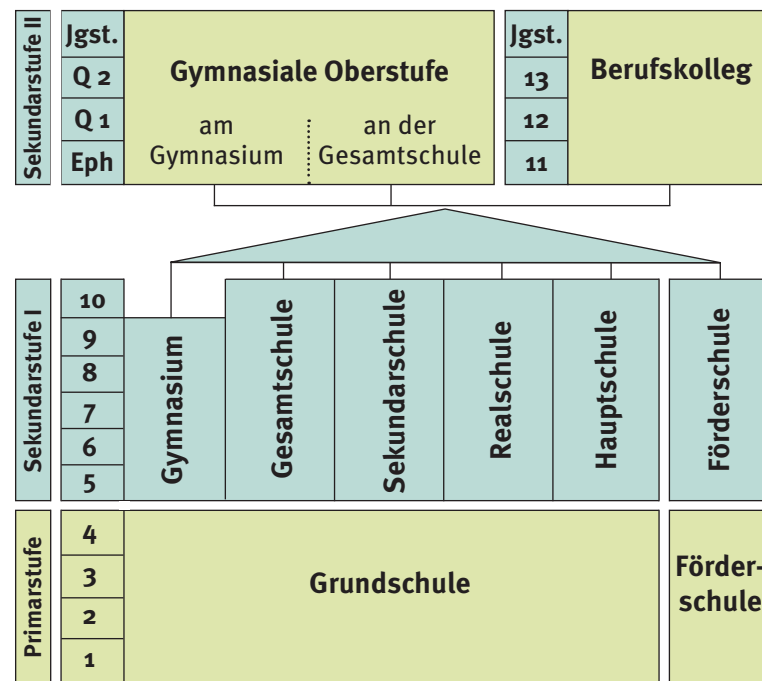 Sekundarstufe II
Jgst.
Q 2
Q 1
Eph
Gymnasiale Oberstufe
am
Gymnasium
an der
Gesamtschule
Jgst.
13
12
11
Berufskolleg
Sekundarstufe I
10
9
8
7
6
5
Gymnasium
Gesamtschule
Sekundarschule
Realschule
Hauptschule
Förderschule
Primarstufe
4
3
2
1
Grundschule
Förder-
schule